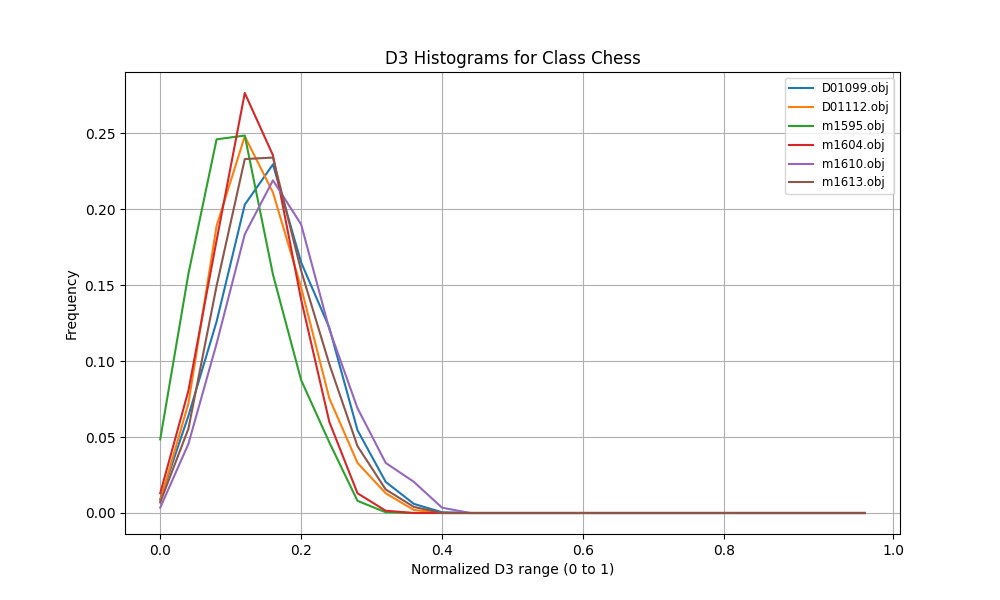 D3 Histograms for Class Chess
D01099.obj
D01112.obj
m1595.obj
m1604.obj
m1610.obj
m1613.obj
Frequency
0.25
0.20
0.15
0.10
0.05
0.00
0.0 0.2 0.4 0.6 0.8 1.0
Normalized D3 range (0 to 1)